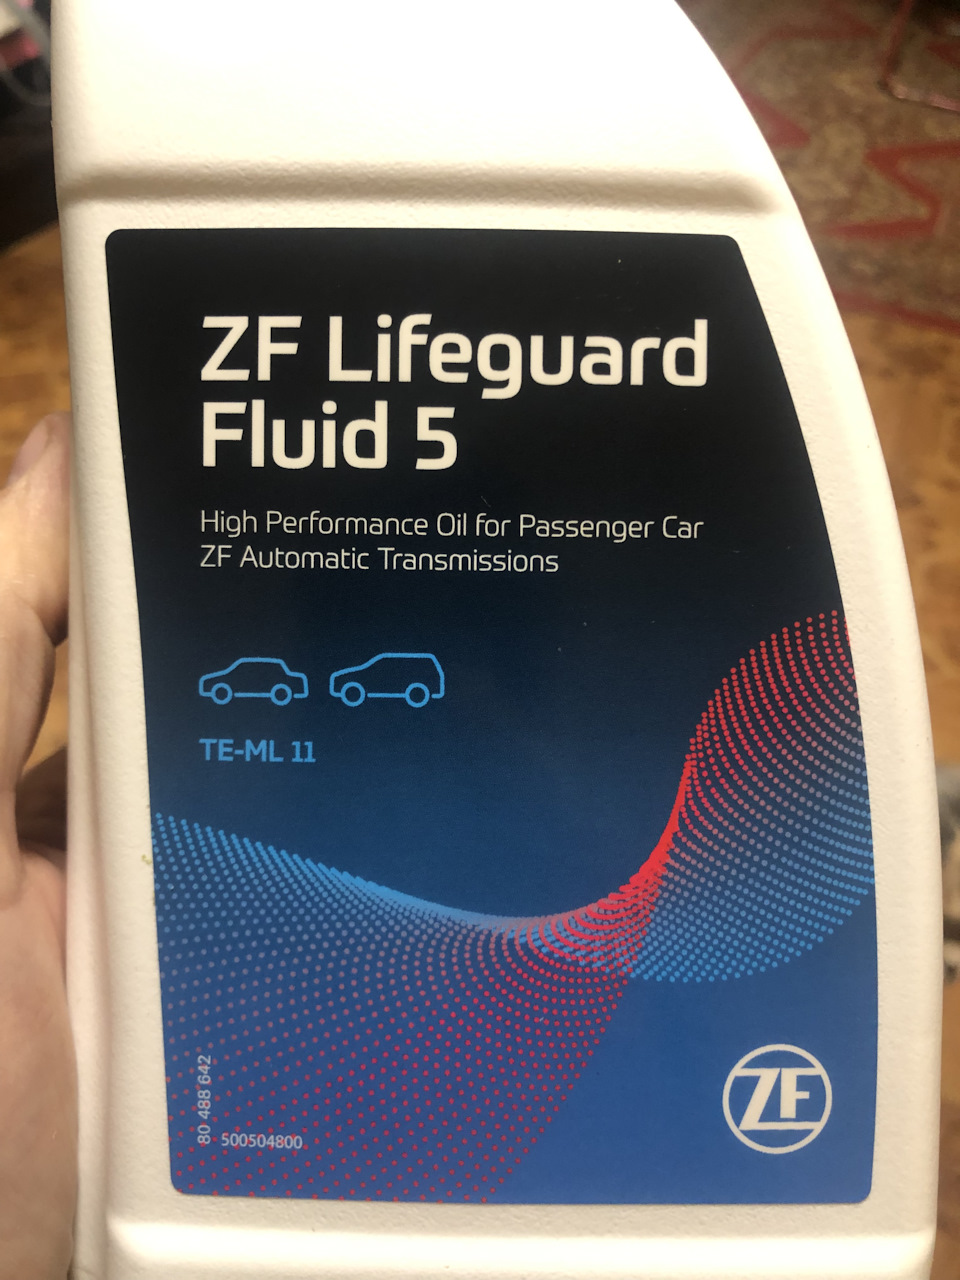 ZF Lifeguard
Fluid 5
High Performance Oil for Passenger Car
ZF Automatic Transmissions
TE-ML 11
80 488 642
500504800
ZF